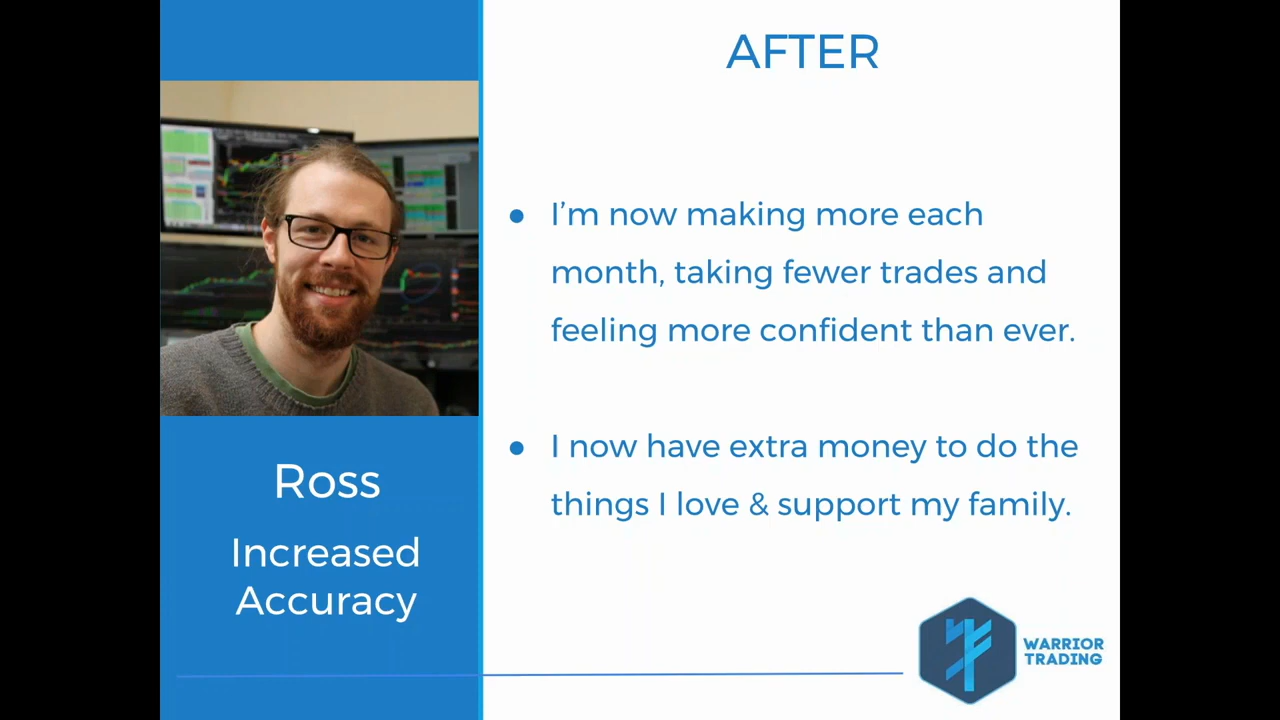 AFTER
● I’m now making more each
month, taking fewer trades and
feeling more confident than ever.
● I now have extra money to do the
things I love & support my family.
Ross
Increased
Accuracy
WARRIOR
TRADING